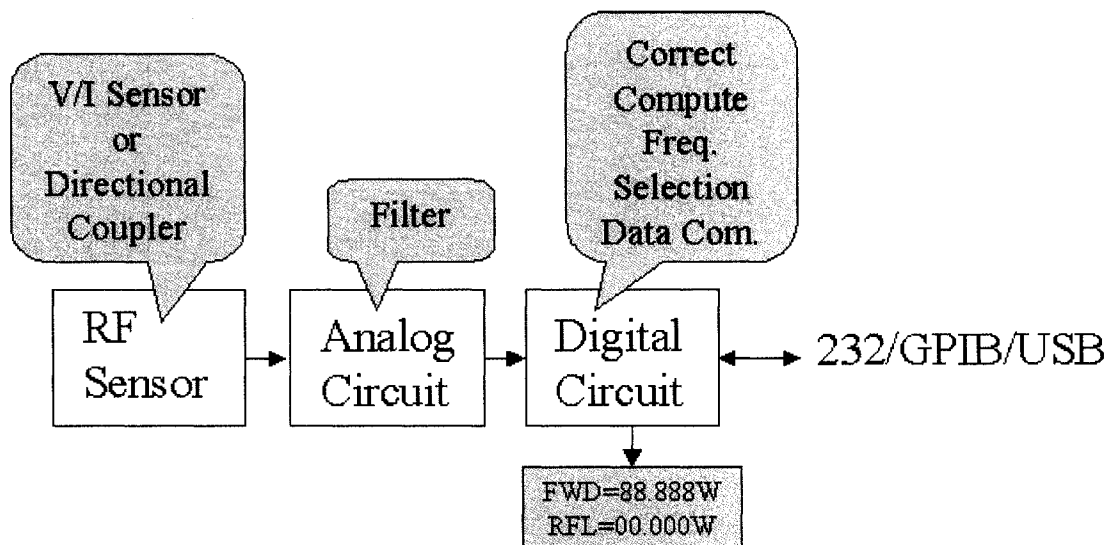 V/I Sensor
or
Directional
Coupler
Filter
Correct
Compute
Freq.
Selection
Data Com.
RF
Sensor
Analog
Circuit
Digital
Circuit
232/GPIB/USB
FWD=88.888W
RFL=00.000W